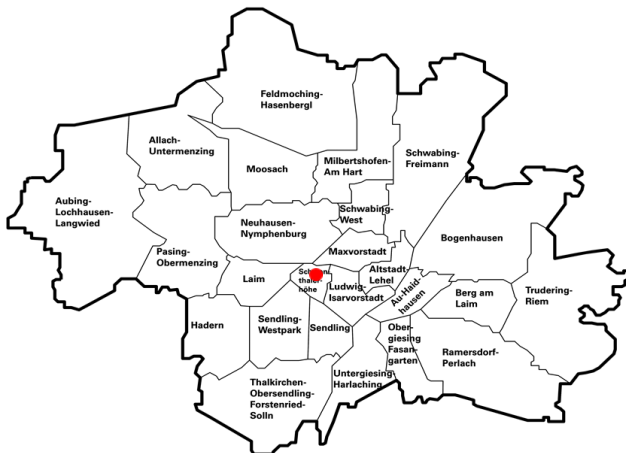 Feldmoching-
Hasenbergl
Allach-
Untermenzing
Moosach
Milbertshofen-
Am Hart
Schwabing-
Freimann
Aubing-
Lochhausen-
Langwied
Pasing-
Obermenzing
Neuhausen-
Nymphenburg
Schwabing-
West
Maxvorstadt
Bogenhausen
Laim
höhe
Ludwig-
Isarvorstadt
Altstadt-
Lehel
Au-Haid-
hausen
Berg am
Laim
Trudering-
Riem
Hadern
Sendling-
Westpark
Sendling
Ober-
giesing
Fasan-
garten
Ramersdorf-
Perlach
Untergiesing-
Harlaching
Thalkirchen-
Obersendling-
Forstenried-
Solln